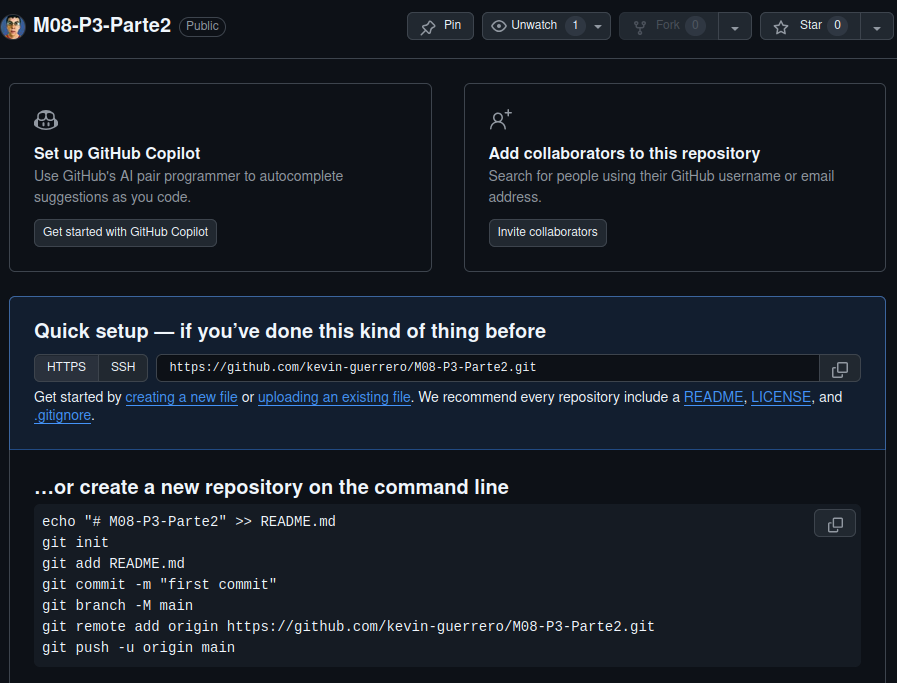 M08-P3-Parte2 Public Pin Unwatch 1 Fork 0 Star 0
Set up GitHub Copilot
Use GitHub's AI pair programmer to autocomplete
suggestions as you code.
Get started with GitHub Copilot
Add collaborators to this repository
Search for people using their GitHub username or email
address.
Invite collaborators
Quick setup — if you’ve done this kind of thing before
HTTPS SSH https://github.com/kevin-guerrero/M08-P3-Parte2.git
Get started by creating a new file or uploading an existing file. We recommend every repository include a README, LICENSE, and
.gitignore.
…or create a new repository on the command line
echo "# M08-P3-Parte2" >> README.md
git init
git add README.md
git commit -m "first commit"
git branch -M main
git remote add origin https://github.com/kevin-guerrero/M08-P3-Parte2.git
git push -u origin main